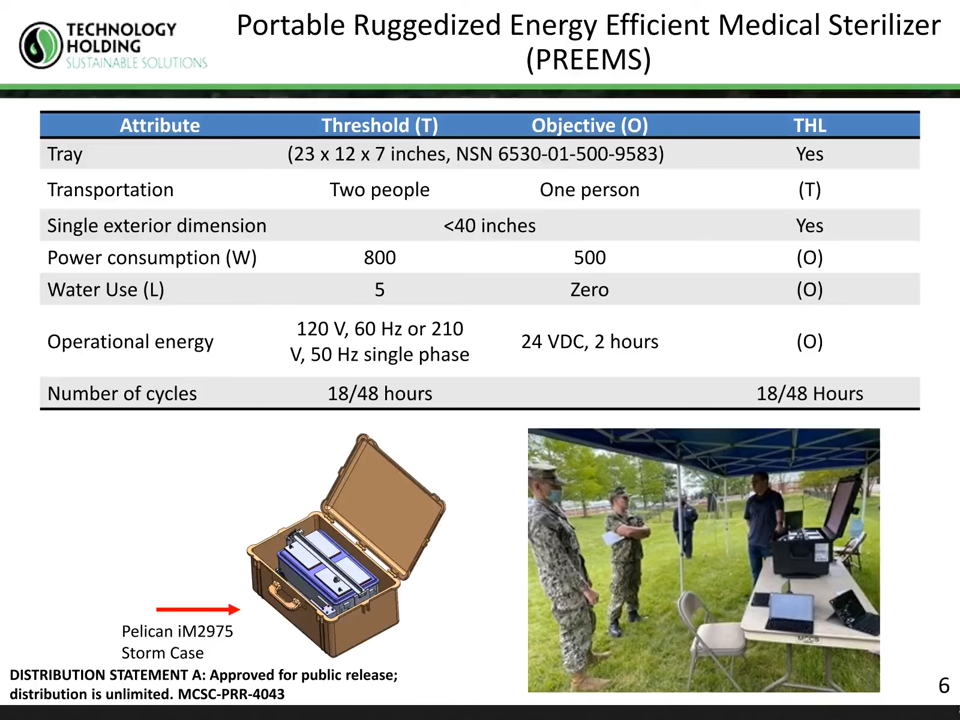 TECHNOLOGY
HOLDING
SUSTAINABLE SOLUTIONS
Portable Ruggedized Energy Efficient Medical Sterilizer
(PREEMS)
Attribute Threshold (T) Objective (O) THL
Tray (23 x 12 x 7 inches, NSN 6530-01-500-9583) Yes
Transportation Two people One person (T)
Single exterior dimension <40 inches Yes
Power consumption (W) 800 500 (O)
Water Use (L) 5 Zero (O)
Operational energy 120 V, 60 Hz or 210
V, 50 Hz single phase 24 VDC, 2 hours (O)
Number of cycles 18/48 hours 18/48 Hours
Pelican iM2975
Storm Case
DISTRIBUTION STATEMENT A: Approved for public release;
distribution is unlimited. MCSC-PRR-4043
6